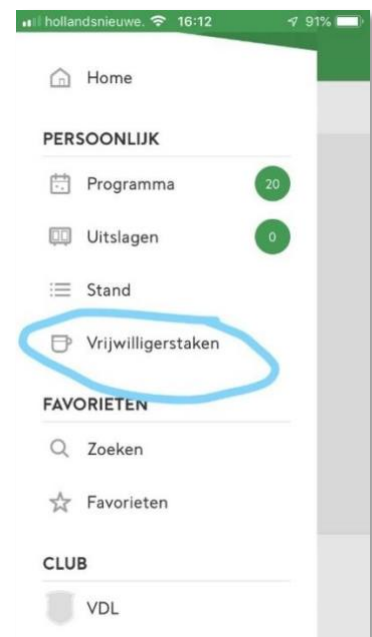 hollandsnieuwe. 16:12 91%
Home
PERSOONLIJK
Programma 20
Uitslagen 0
Stand
Vrijwilligerstaken
FAVORIETEN
Zoeken
Favorieten
CLUB
VDL